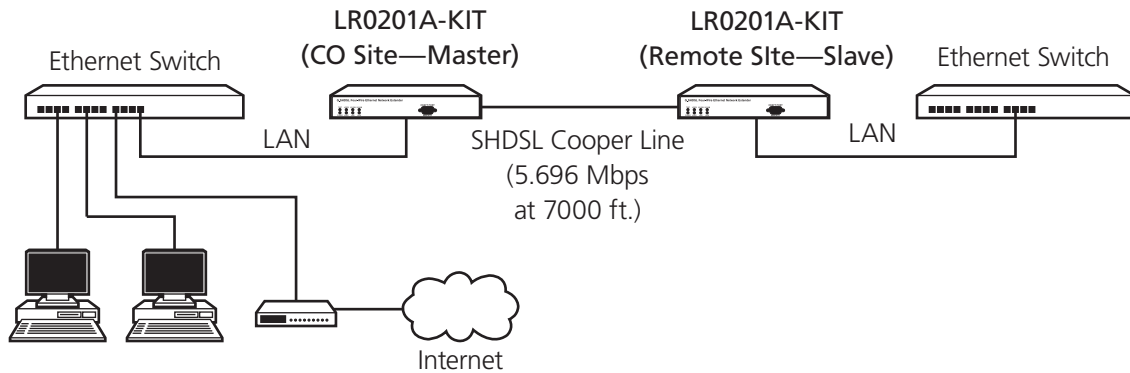 LR0201A-KIT
(CO Site—Master)
LR0201A-KIT
(Remote SIte—Slave)
Ethernet Switch
Ethernet Switch
LAN
SHDSL Cooper Line
(5.696 Mbps
at 7000 ft.)
LAN
Internet